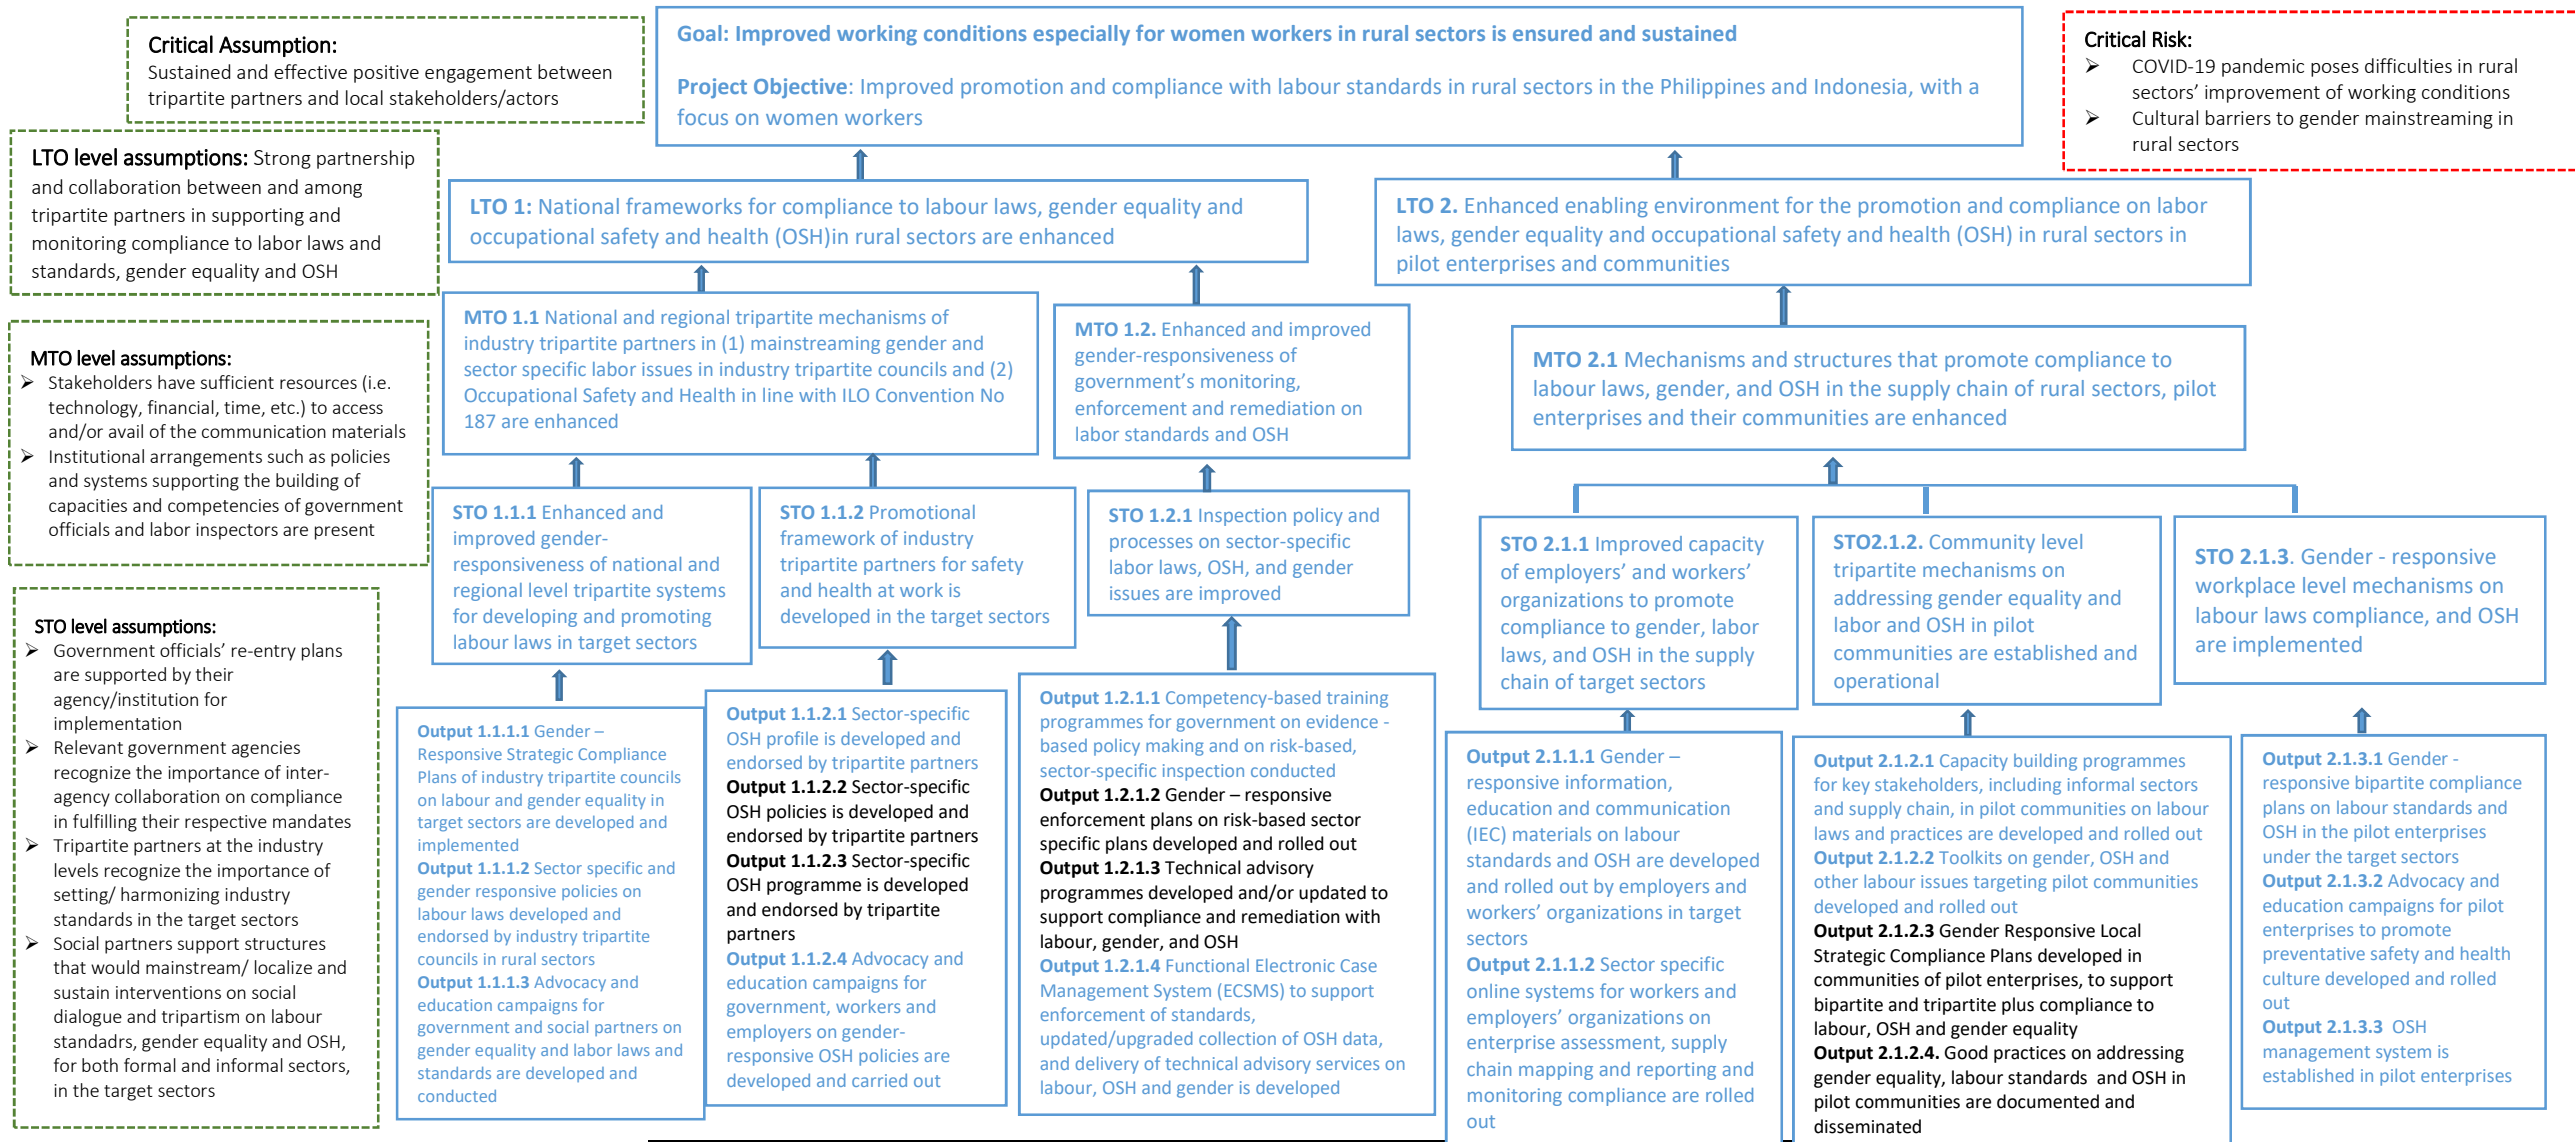 Critical Assumption:
Sustained and effective positive engagement between
tripartite partners and local stakeholders/actors
Goal: Improved working conditions especially for women workers in rural sectors is ensured and sustained
Project Objective: Improved promotion and compliance with labour standards in rural sectors in the Philippines and Indonesia, with a
focus on women workers
Critical Risk:
➢ COVID-19 pandemic poses difficulties in rural
sectors’ improvement of working conditions
➢ Cultural barriers to gender mainstreaming in
rural sectors
LTO level assumptions: Strong partnership
and collaboration between and among
tripartite partners in supporting and
monitoring compliance to labor laws and
standards, gender equality and OSH
LTO 1: National frameworks for compliance to labour laws, gender equality and
occupational safety and health (OSH)in rural sectors are enhanced
LTO 2. Enhanced enabling environment for the promotion and compliance on labor
laws, gender equality and occupational safety and health (OSH) in rural sectors in
pilot enterprises and communities
MTO level assumptions:
➢ Stakeholders have sufficient resources (i.e.
technology, financial, time, etc.) to access
and/or avail of the communication materials
➢ Institutional arrangements such as policies
and systems supporting the building of
capacities and competencies of government
officials and labor inspectors are present
MTO 1.1 National and regional tripartite mechanisms of
industry tripartite partners in (1) mainstreaming gender and
sector specific labor issues in industry tripartite councils and (2)
Occupational Safety and Health in line with ILO Convention No
187 are enhanced
MTO 1.2. Enhanced and improved
gender-responsiveness of
government’s monitoring,
enforcement and remediation on
labor standards and OSH
MTO 2.1 Mechanisms and structures that promote compliance to
labour laws, gender, and OSH in the supply chain of rural sectors, pilot
enterprises and their communities are enhanced
STO level assumptions:
➢ Government officials’ re-entry plans
are supported by their
agency/institution for
implementation
➢ Relevant government agencies
recognize the importance of inter-
agency collaboration on compliance
in fulfilling their respective mandates
➢ Tripartite partners at the industry
levels recognize the importance of
setting/ harmonizing industry
standards in the target sectors
➢ Social partners support structures
that would mainstream/ localize and
sustain interventions on social
dialogue and tripartism on labour
standadrs, gender equality and OSH,
for both formal and informal sectors,
in the target sectors
STO 1.1.1 Enhanced and
improved gender-
responsiveness of national and
regional level tripartite systems
for developing and promoting
labour laws in target sectors
STO 1.1.2 Promotional
framework of industry
tripartite partners for safety
and health at work is
developed in the target sectors
STO 1.2.1 Inspection policy and
processes on sector-specific
labor laws, OSH, and gender
issues are improved
STO 2.1.1 Improved capacity
of employers’ and workers’
organizations to promote
compliance to gender, labor
laws, and OSH in the supply
chain of target sectors
STO2.1.2. Community level
tripartite mechanisms on
addressing gender equality and
labor and OSH in pilot
communities are established and
operational
STO 2.1.3. Gender - responsive
workplace level mechanisms on
labour laws compliance, and OSH
are implemented
Output 1.1.1.1 Gender –
Responsive Strategic Compliance
Plans of industry tripartite councils
on labour and gender equality in
target sectors are developed and
implemented
Output 1.1.1.2 Sector specific and
gender responsive policies on
labour laws developed and
endorsed by industry tripartite
councils in rural sectors
Output 1.1.1.3 Advocacy and
education campaigns for
government and social partners on
gender equality and labor laws and
standards are developed and
conducted
Output 1.1.2.1 Sector-specific
OSH profile is developed and
endorsed by tripartite partners
Output 1.1.2.2 Sector-specific
OSH policies is developed and
endorsed by tripartite partners
Output 1.1.2.3 Sector-specific
OSH programme is developed
and endorsed by tripartite
partners
Output 1.1.2.4 Advocacy and
education campaigns for
government, workers and
employers on gender-
responsive OSH policies are
developed and carried out
Output 1.2.1.1 Competency-based training
programmes for government on evidence -
based policy making and on risk-based,
sector-specific inspection conducted
Output 1.2.1.2 Gender – responsive
enforcement plans on risk-based sector
specific plans developed and rolled out
Output 1.2.1.3 Technical advisory
programmes developed and/or updated to
support compliance and remediation with
labour, gender, and OSH
Output 1.2.1.4 Functional Electronic Case
Management System (ECSMS) to support
enforcement of standards,
updated/upgraded collection of OSH data,
and delivery of technical advisory services on
labour, OSH and gender is developed
Output 2.1.1.1 Gender –
responsive information,
education and communication
(IEC) materials on labour
standards and OSH are developed
and rolled out by employers and
workers’ organizations in target
sectors
Output 2.1.1.2 Sector specific
online systems for workers and
employers’ organizations on
enterprise assessment, supply
chain mapping and reporting and
monitoring compliance are rolled
out
Output 2.1.2.1 Capacity building programmes
for key stakeholders, including informal sectors
and supply chain, in pilot communities on labour
laws and practices are developed and rolled out
Output 2.1.2.2 Toolkits on gender, OSH and
other labour issues targeting pilot communities
developed and rolled out
Output 2.1.2.3 Gender Responsive Local
Strategic Compliance Plans developed in
communities of pilot enterprises, to support
bipartite and tripartite plus compliance to
labour, OSH and gender equality
Output 2.1.2.4. Good practices on addressing
gender equality, labour standards and OSH in
pilot communities are documented and
disseminated
Output 2.1.3.1 Gender -
responsive bipartite compliance
plans on labour standards and
OSH in the pilot enterprises
under the target sectors
Output 2.1.3.2 Advocacy and
education campaigns for pilot
enterprises to promote
preventative safety and health
culture developed and rolled
out
Output 2.1.3.3 OSH
management system is
established in pilot enterprises